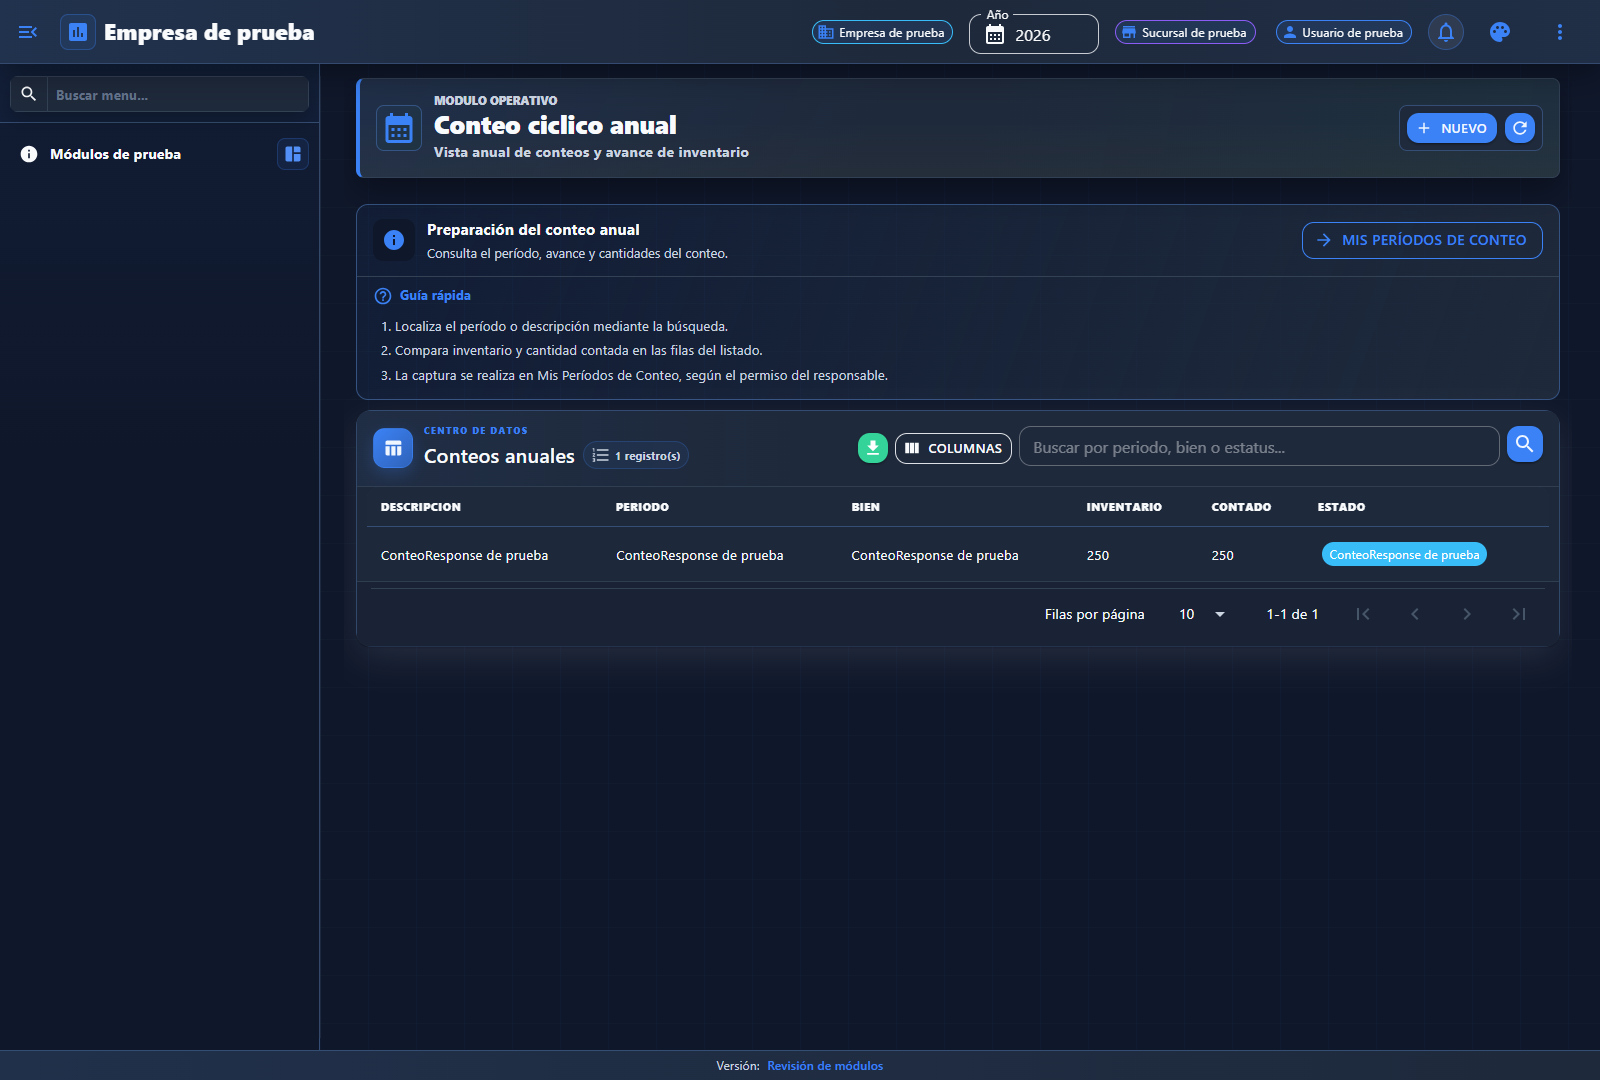 Empresa de prueba
Empresa de prueba
Año
2026
Sucursal de prueba
Usuario de prueba
Buscar menu...
Módulos de prueba
MODULO OPERATIVO
Conteo ciclico anual
Vista anual de conteos y avance de inventario
NUEVO
Preparación del conteo anual
Consulta el período, avance y cantidades del conteo.
MIS PERÍODOS DE CONTEO
Guía rápida
1. Localiza el período o descripción mediante la búsqueda.
2. Compara inventario y cantidad contada en las filas del listado.
3. La captura se realiza en Mis Períodos de Conteo, según el permiso del responsable.
CENTRO DE DATOS
Conteos anuales
1 registro(s)
COLUMNAS
Buscar por periodo, bien o estatus...
DESCRIPCION PERIODO BIEN INVENTARIO CONTADO ESTADO
ConteoResponse de prueba ConteoResponse de prueba ConteoResponse de prueba 250 250 ConteoResponse de prueba
Filas por página 10 1-1 de 1
Versión: Revisión de módulos